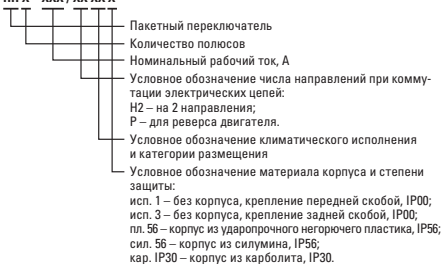 Пакетный переключатель
Количество полюсов
Номинальный рабочий ток, А
Условное обозначение числа направлений при комму-
тации электрических цепей:
Н2 – на 2 направления;
Р – для реверса двигателя.
Условное обозначение климатического исполнения
и категории размещения
Условное обозначение материала корпуса и степени
защиты:
исп. 1 – без корпуса, крепление передней скобой, IP00;
исп. 3 – без корпуса, крепление задней скобой, IP00;
пл. 56 – корпус из ударопрочного негорючего пластика, IP56;
сил. 56 – корпус из силумина, IP56;
кар. IP30 – корпус из карболита, IP30.